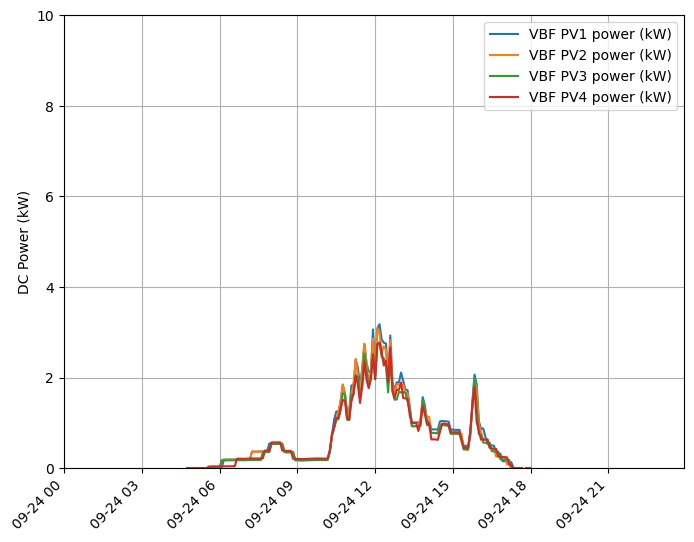 10
8
6
4
2
0
DC Power (kW)
VBF PV1 power (kW)
VBF PV2 power (kW)
VBF PV3 power (kW)
VBF PV4 power (kW)
09-24 00
09-24 03
09-24 06
09-24 09
09-24 12
09-24 15
09-24 18
09-24 21